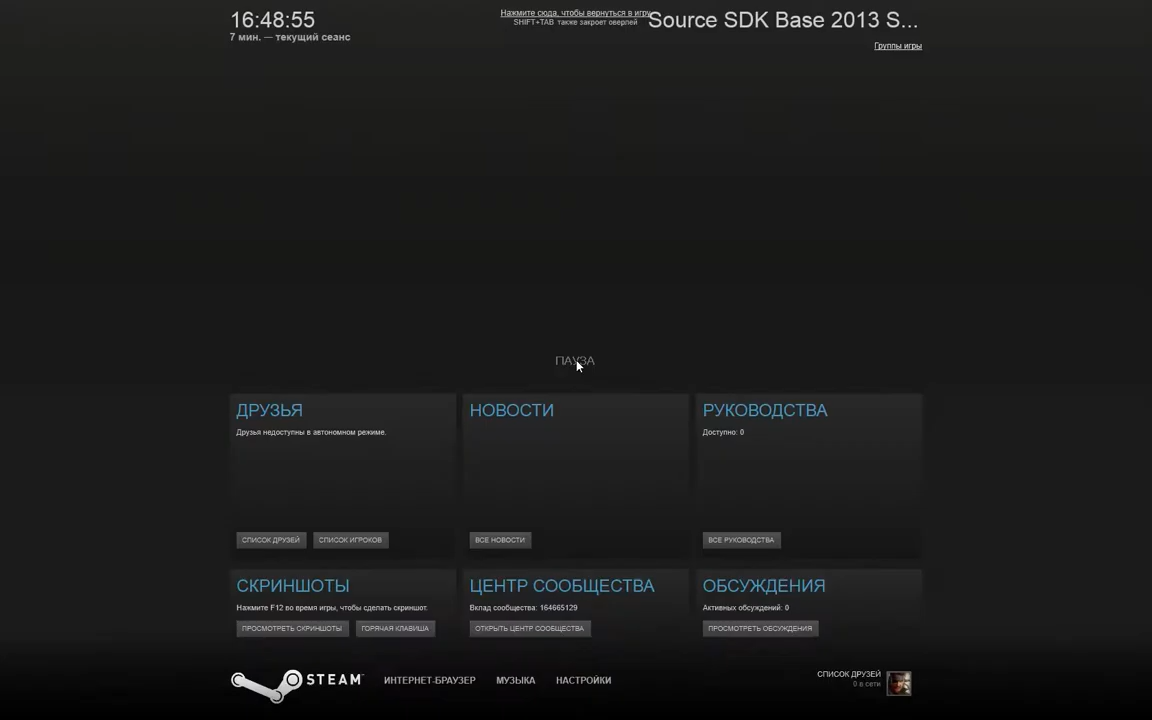 16:48:55
7 мин. — текущий сеанс
Нажмите сюда, чтобы вернуться в игру
SHIFT+TAB также закроет оверлей
Source SDK Base 2013 S...
Группы игры
ПАУЗА
ДРУЗЬЯ
Друзья недоступны в автономном режиме.
СПИСОК ДРУЗЕЙ
СПИСОК ИГРОКОВ
НОВОСТИ
ВСЕ НОВОСТИ
РУКОВОДСТВА
Доступно: 0
ВСЕ РУКОВОДСТВА
СКРИНШОТЫ
Нажмите F12 во время игры, чтобы сделать скриншот.
ПРОСМОТРЕТЬ СКРИНШОТЫ
ГОРЯЧАЯ КЛАВИША
ЦЕНТР СООБЩЕСТВА
Вклад сообщества: 164665129
ОТКРЫТЬ ЦЕНТР СООБЩЕСТВА
ОБСУЖДЕНИЯ
Активных обсуждений: 0
ПРОСМОТРЕТЬ ОБСУЖДЕНИЯ
STEAM
ИНТЕРНЕТ-БРАУЗЕР
МУЗЫКА
НАСТРОЙКИ
СПИСОК ДРУЗЕЙ
0 в сети